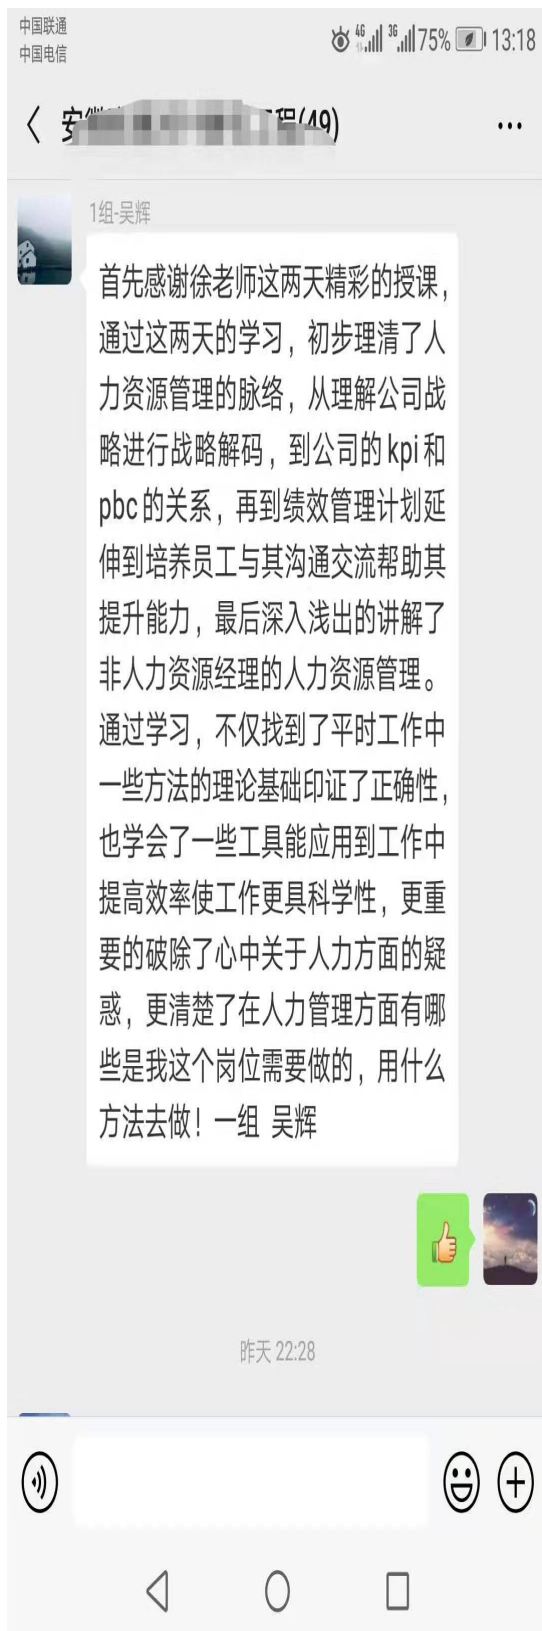 中国联通
中国电信
4G 3G 75% 13:18
安徽 程(49)
1组-吴辉
首先感谢徐老师这两天精彩的授课，
通过这两天的学习，初步理清了人
力资源管理的脉络，从理解公司战
略进行战略解码，到公司的kpi和
pbc的关系，再到绩效管理计划延
伸到培养员工与其沟通交流帮助其
提升能力，最后深入浅出的讲解了
非人力资源经理的人力资源管理。
通过学习，不仅找到了平时工作中
一些方法的理论基础印证了正确性，
也学会了一些工具能应用到工作中
提高效率使工作更具科学性，更重
要的破除了心中关于人力方面的疑
惑，更清楚了在人力管理方面有哪
些是我这个岗位需要做的，用什么
方法去做！一组 吴辉
昨天 22:28